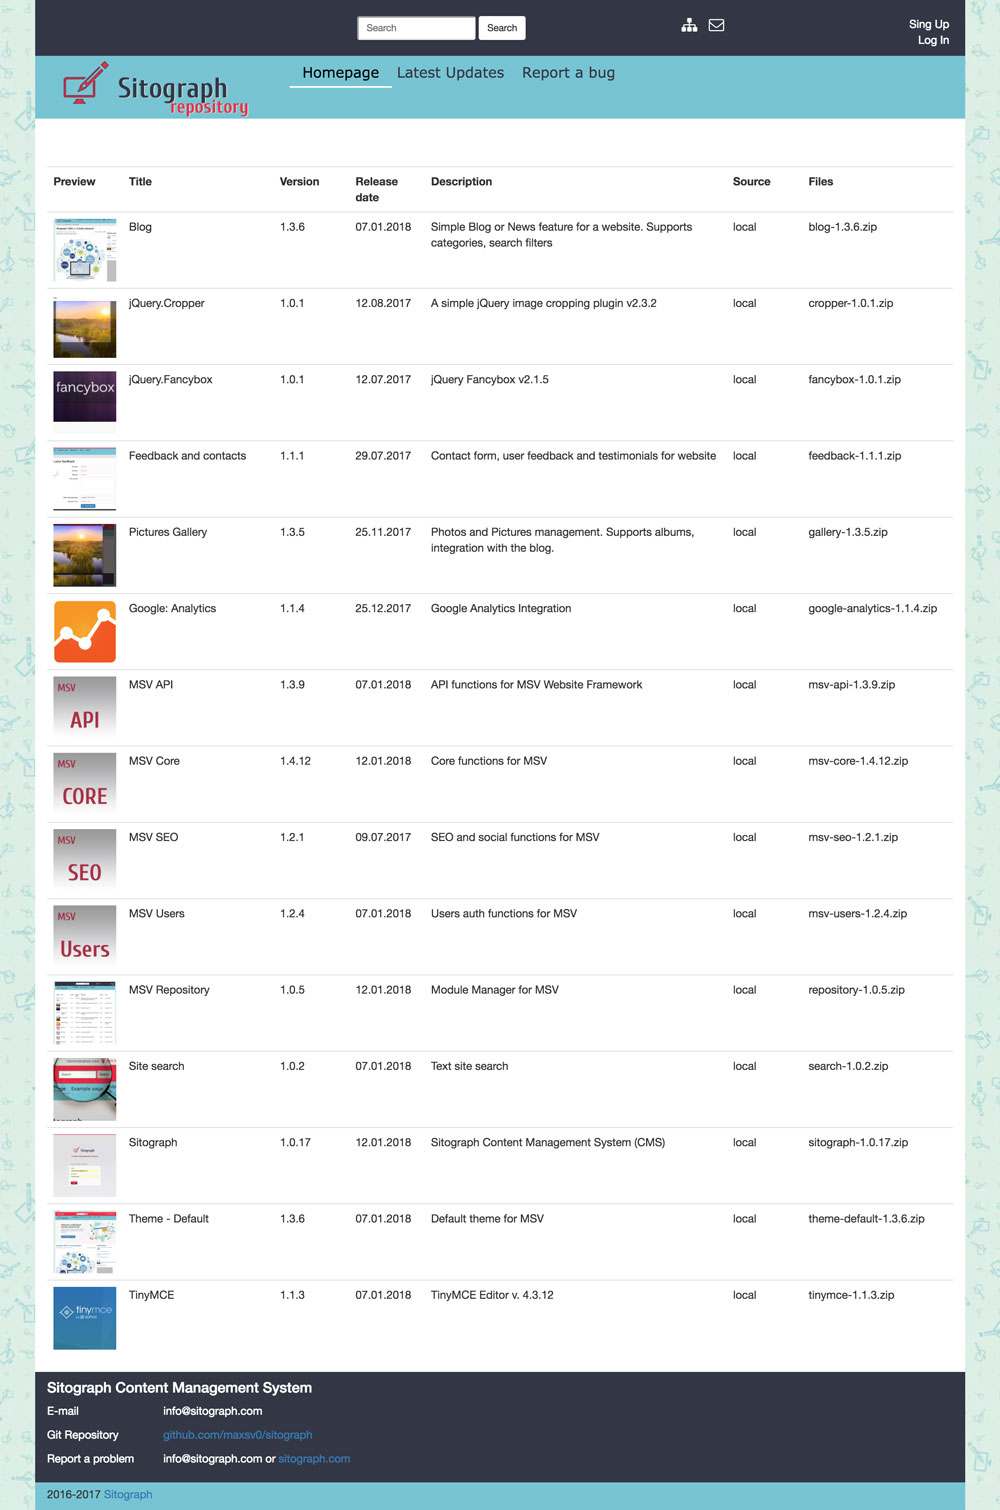 Search Search
Sing Up
Log In
Sitograph
repository
Homepage Latest Updates Report a bug
Preview Title Version Release date Description Source Files
Blog 1.3.6 07.01.2018 Simple Blog or News feature for a website. Supports categories, search filters local blog-1.3.6.zip
jQuery.Cropper 1.0.1 12.08.2017 A simple jQuery image cropping plugin v2.3.2 local cropper-1.0.1.zip
fancybox
jQuery.Fancybox 1.0.1 12.07.2017 jQuery Fancybox v2.1.5 local fancybox-1.0.1.zip
Feedback and contacts 1.1.1 29.07.2017 Contact form, user feedback and testimonials for website local feedback-1.1.1.zip
Pictures Gallery 1.3.5 25.11.2017 Photos and Pictures management. Supports albums, integration with the blog. local gallery-1.3.5.zip
Google: Analytics 1.1.4 25.12.2017 Google Analytics Integration local google-analytics-1.1.4.zip
MSV
API
MSV API 1.3.9 07.01.2018 API functions for MSV Website Framework local msv-api-1.3.9.zip
MSV
CORE
MSV Core 1.4.12 12.01.2018 Core functions for MSV local msv-core-1.4.12.zip
MSV
SEO
MSV SEO 1.2.1 09.07.2017 SEO and social functions for MSV local msv-seo-1.2.1.zip
MSV
Users
MSV Users 1.2.4 07.01.2018 Users auth functions for MSV local msv-users-1.2.4.zip
MSV Repository 1.0.5 12.01.2018 Module Manager for MSV local repository-1.0.5.zip
Example page
Site search 1.0.2 07.01.2018 Text site search local search-1.0.2.zip
Sitograph
Sitograph 1.0.17 12.01.2018 Sitograph Content Management System (CMS) local sitograph-1.0.17.zip
Theme - Default 1.3.6 07.01.2018 Default theme for MSV local theme-default-1.3.6.zip
tinymce
TinyMCE 1.1.3 07.01.2018 TinyMCE Editor v. 4.3.12 local tinymce-1.1.3.zip
Sitograph Content Management System
E-mail info@sitograph.com
Git Repository github.com/maxsv0/sitograph
Report a problem info@sitograph.com or sitograph.com
2016-2017 Sitograph